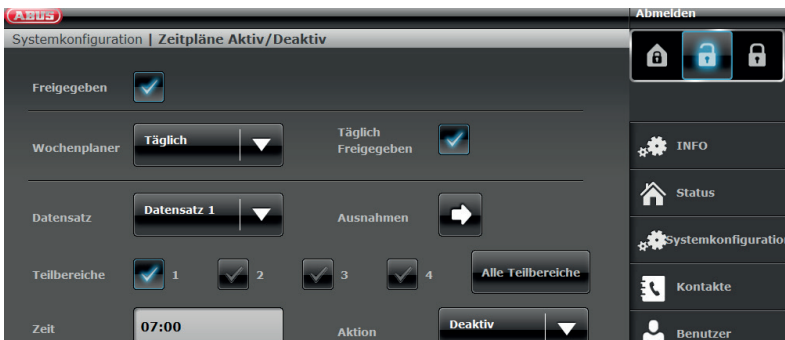 ABUS
Systemkonfiguration | Zeitpläne Aktiv/Deaktiv
Freigegeben
Wochenplaner
Täglich
Täglich
Freigegeben
Datensatz
Datensatz 1
Ausnahmen
Teilbereiche
1
2
3
4
Alle Teilbereiche
Zeit
07:00
Aktion
Deaktiv
Abmelden
INFO
Status
Systemkonfiguratio
Kontakte
Benutzer